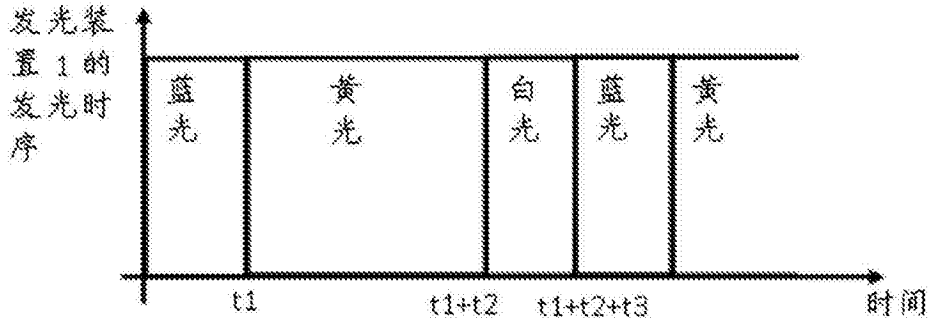 发光装
置1的
发光时
序
蓝光
黄光
白光
蓝光
黄光
t1
t1+t2
t1+t2+t3
时间